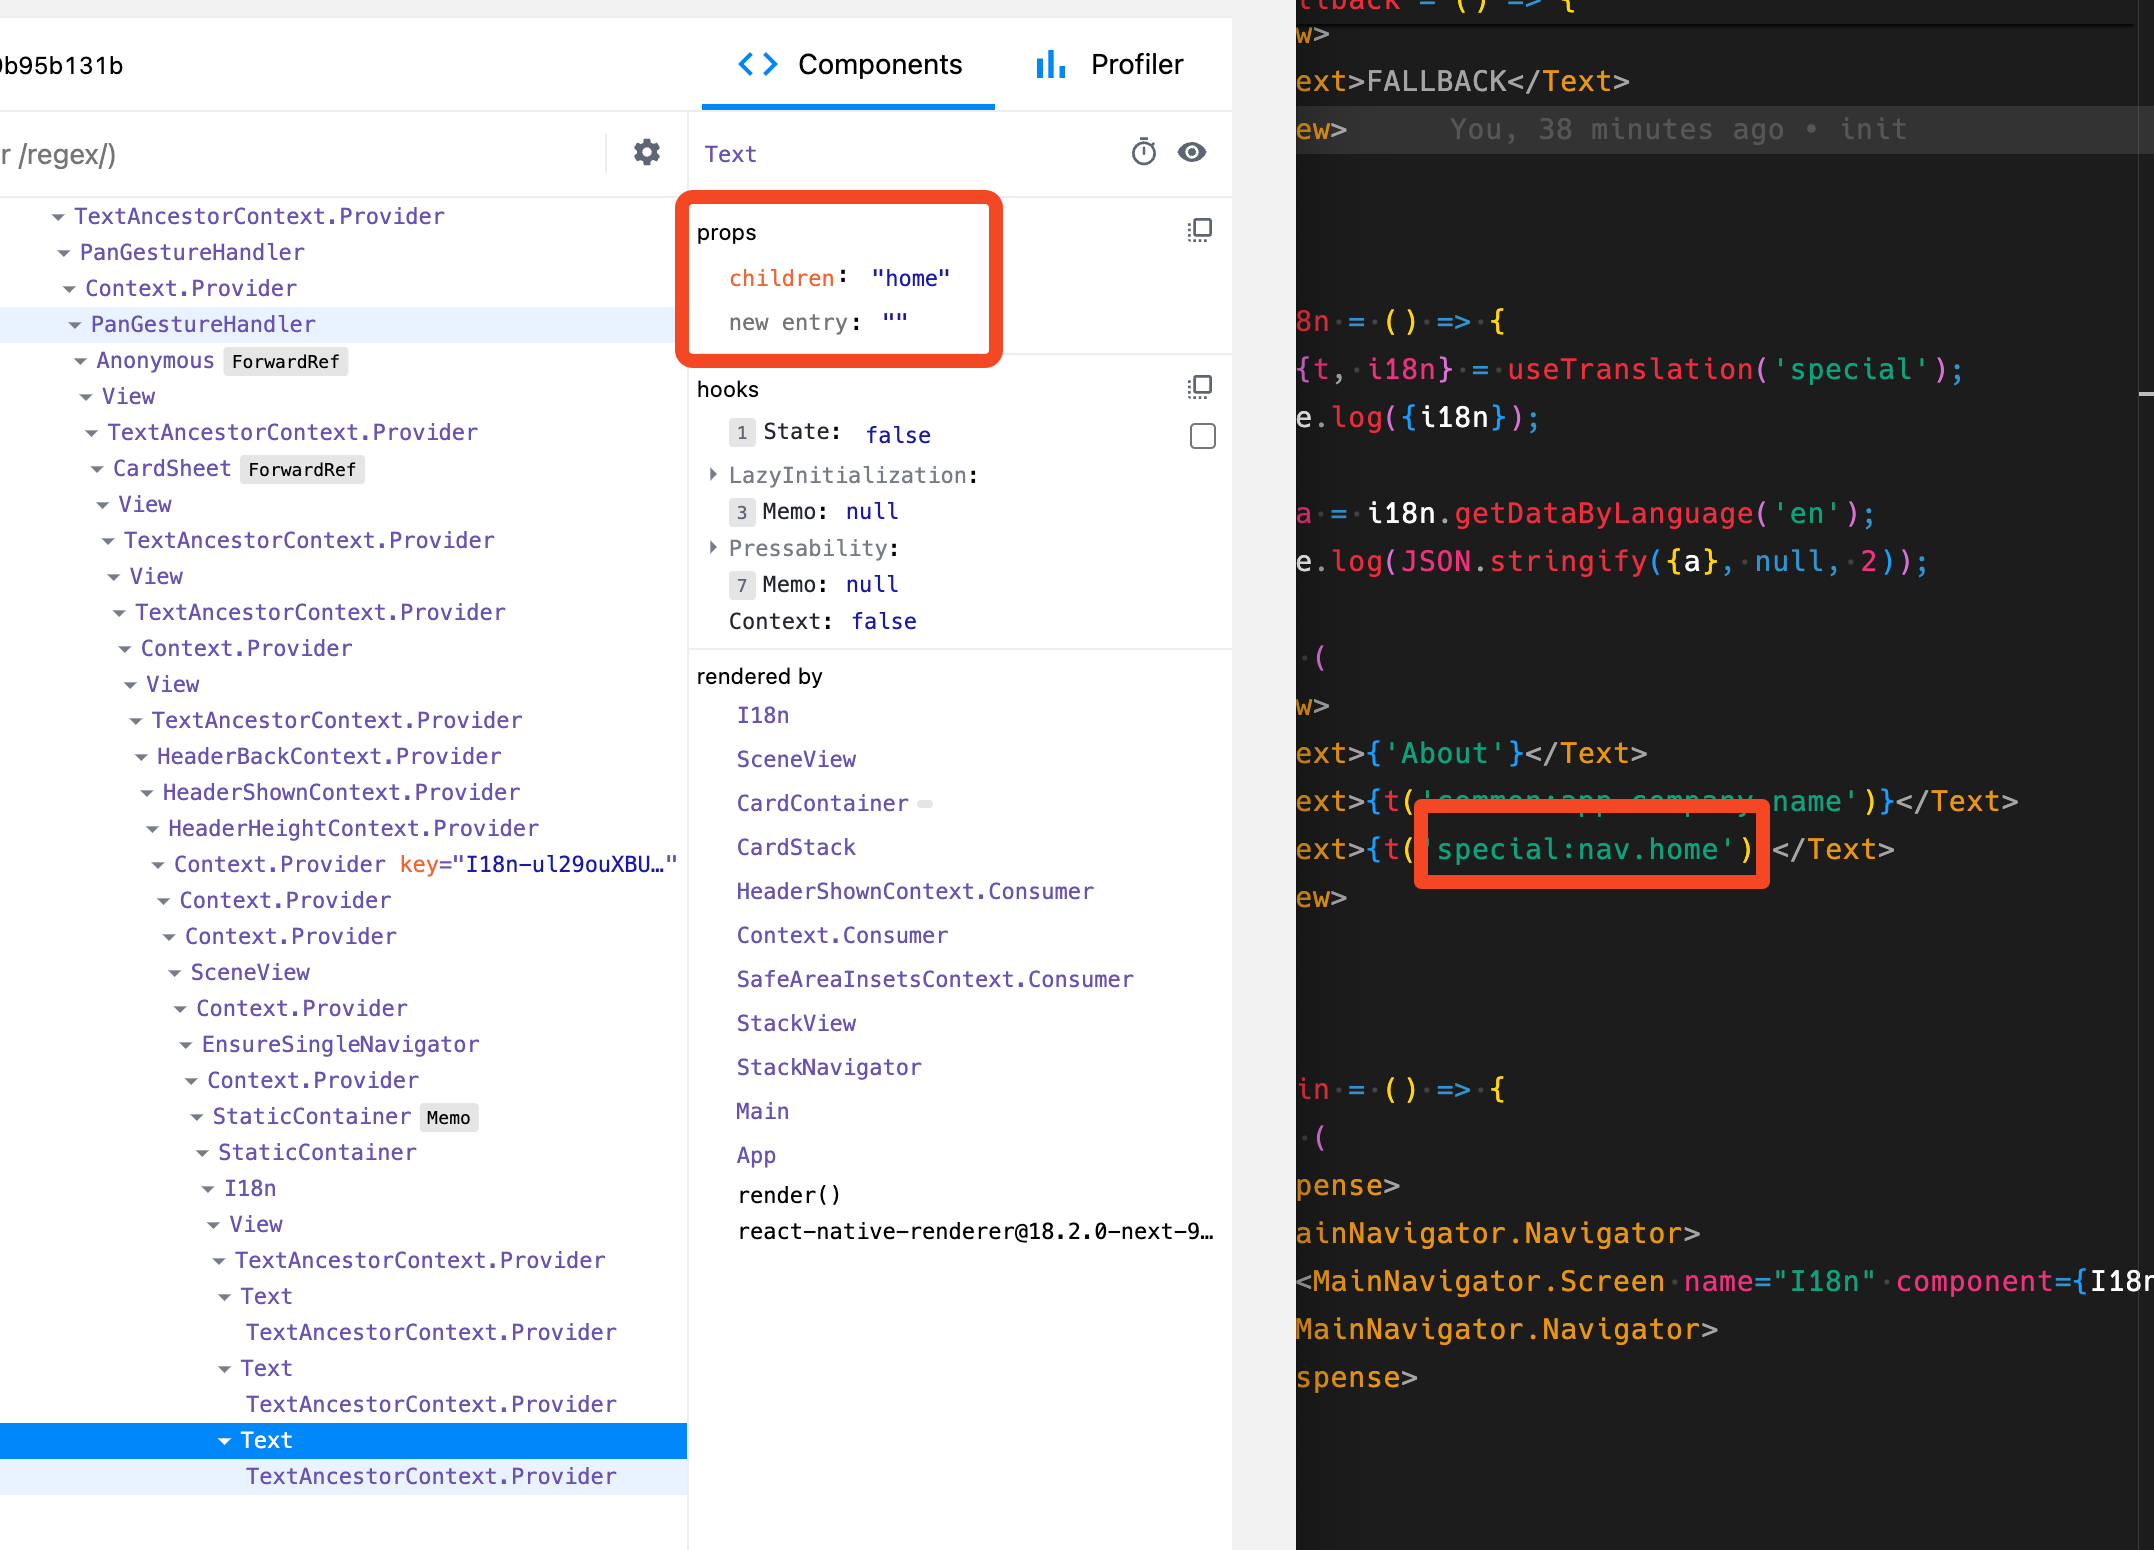 0b95b131b
Components
Profiler
r /regex/)
TextAncestorContext.Provider
PanGestureHandler
Context.Provider
PanGestureHandler
Anonymous ForwardRef
View
TextAncestorContext.Provider
CardSheet ForwardRef
View
TextAncestorContext.Provider
View
TextAncestorContext.Provider
Context.Provider
View
TextAncestorContext.Provider
HeaderBackContext.Provider
HeaderShownContext.Provider
HeaderHeightContext.Provider
Context.Provider key="I18n-ul29ouXBU…"
Context.Provider
Context.Provider
SceneView
Context.Provider
EnsureSingleNavigator
Context.Provider
StaticContainer Memo
StaticContainer
I18n
View
TextAncestorContext.Provider
Text
TextAncestorContext.Provider
Text
TextAncestorContext.Provider
Text
TextAncestorContext.Provider
Text
props
children: "home"
new entry: ""
hooks
1 State: false
LazyInitialization:
3 Memo: null
Pressability:
7 Memo: null
Context: false
rendered by
I18n
SceneView
CardContainer
CardStack
HeaderShownContext.Consumer
Context.Consumer
SafeAreaInsetsContext.Consumer
StackView
StackNavigator
Main
App
render()
react-native-renderer@18.2.0-next-9…
llback = () => {
w>
ext>FALLBACK</Text>
ew> You, 38 minutes ago • init
8n = () => {
{t, i18n} = useTranslation('special');
e.log({i18n});
a = i18n.getDataByLanguage('en');
e.log(JSON.stringify({a}, null, 2));
(
w>
ext>{'About'}</Text>
ext>{t('common:app.company.name')}</Text>
ext>{t('special:nav.home') </Text>
ew>
in = () => {
(
pense>
ainNavigator.Navigator>
<MainNavigator.Screen name="I18n" component={I18n
MainNavigator.Navigator>
spense>